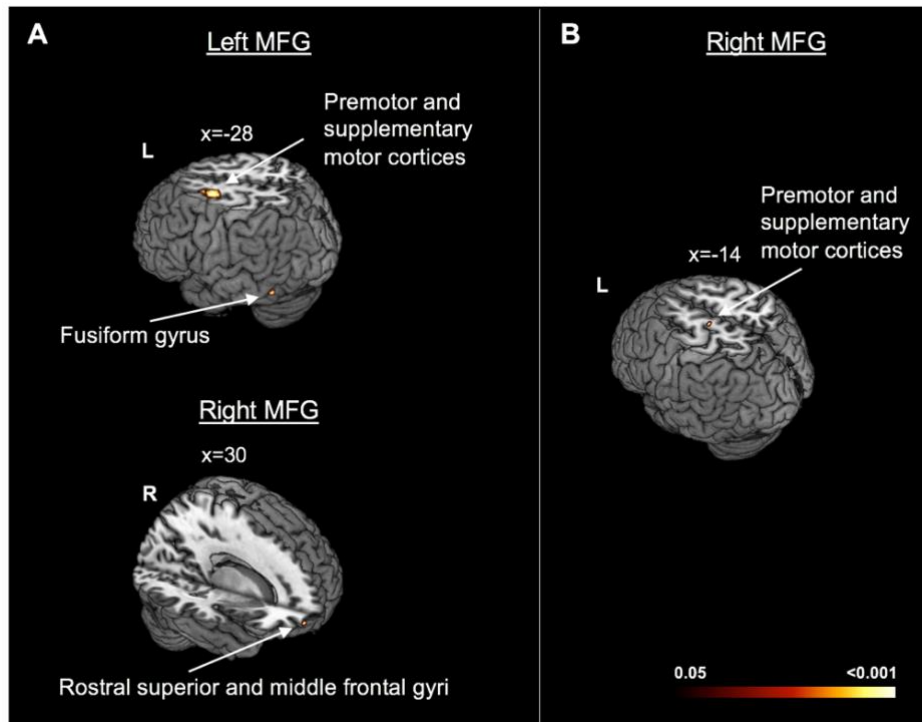 A
Left MFG
Premotor and
supplementary
motor cortices
x=-28
L
Fusiform gyrus
Right MFG
x=30
R
Rostral superior and middle frontal gyri
B
Right MFG
Premotor and
supplementary
motor cortices
x=-14
L
0.05 <0.001